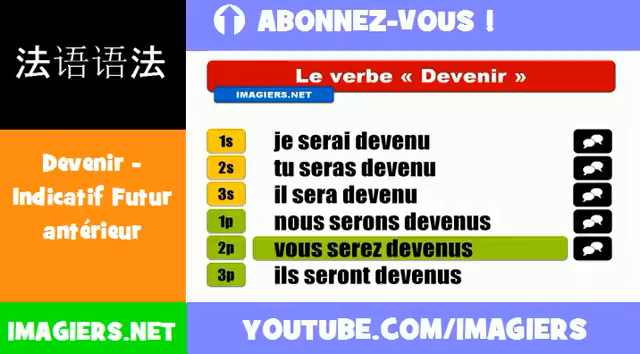 法语语法
Devenir -
Indicatif Futur
antérieur
IMAGIERS.NET
ABONNEZ-VOUS !
Le verbe « Devenir »
IMAGIERS.NET
1s je serai devenu
2s tu seras devenu
3s il sera devenu
1p nous serons devenus
2p vous serez devenus
3p ils seront devenus
YOUTUBE.COM/IMAGIERS